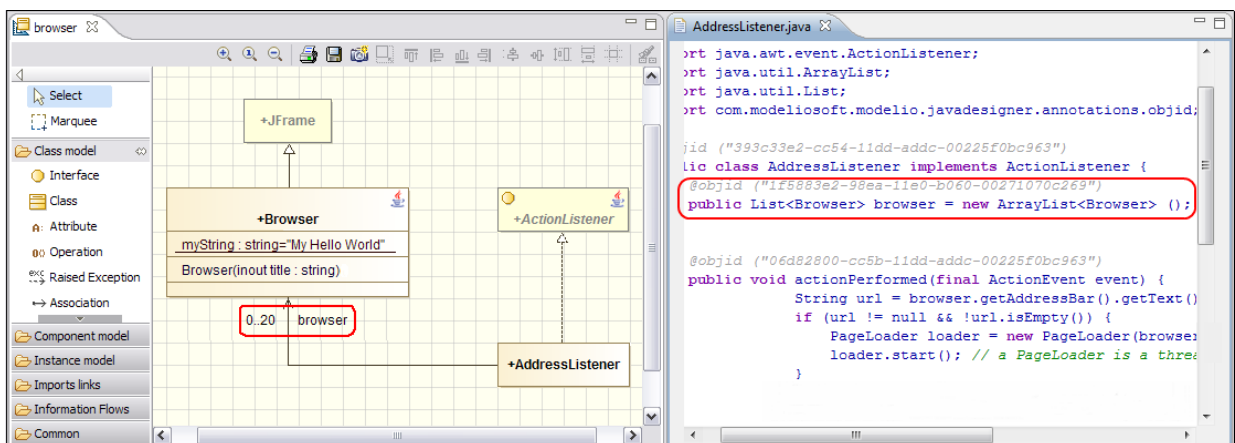 browser
Select
Marquee
Class model
Interface
Class
A: Attribute
Operation
exc Raised Exception
Association
Component model
Instance model
Imports links
Information Flows
Common
+JFrame
+Browser
myString : string="My Hello World"
Browser(inout title : string)
0..20 browser
+ActionListener
+AddressListener
AddressListener.java
ort java.awt.event.ActionListener;
ort java.util.ArrayList;
ort java.util.List;
ort com.modeliosoft.modelio.javadesigner.annotations.objid;
jid ("393c33e2-cc54-11dd-addc-00225f0bc963")
lic class AddressListener implements ActionListener {
@objid ("1f5883e2-98ea-11e0-b060-00271070c269")
public List<Browser> browser = new ArrayList<Browser> ();
@objid ("06d82800-cc5b-11dd-addc-00225f0bc963")
public void actionPerformed(final ActionEvent event) {
String url = browser.getAddressBar().getText()
if (url != null && !url.isEmpty()) {
PageLoader loader = new PageLoader(browser
loader.start(); // a PageLoader is a threa
}